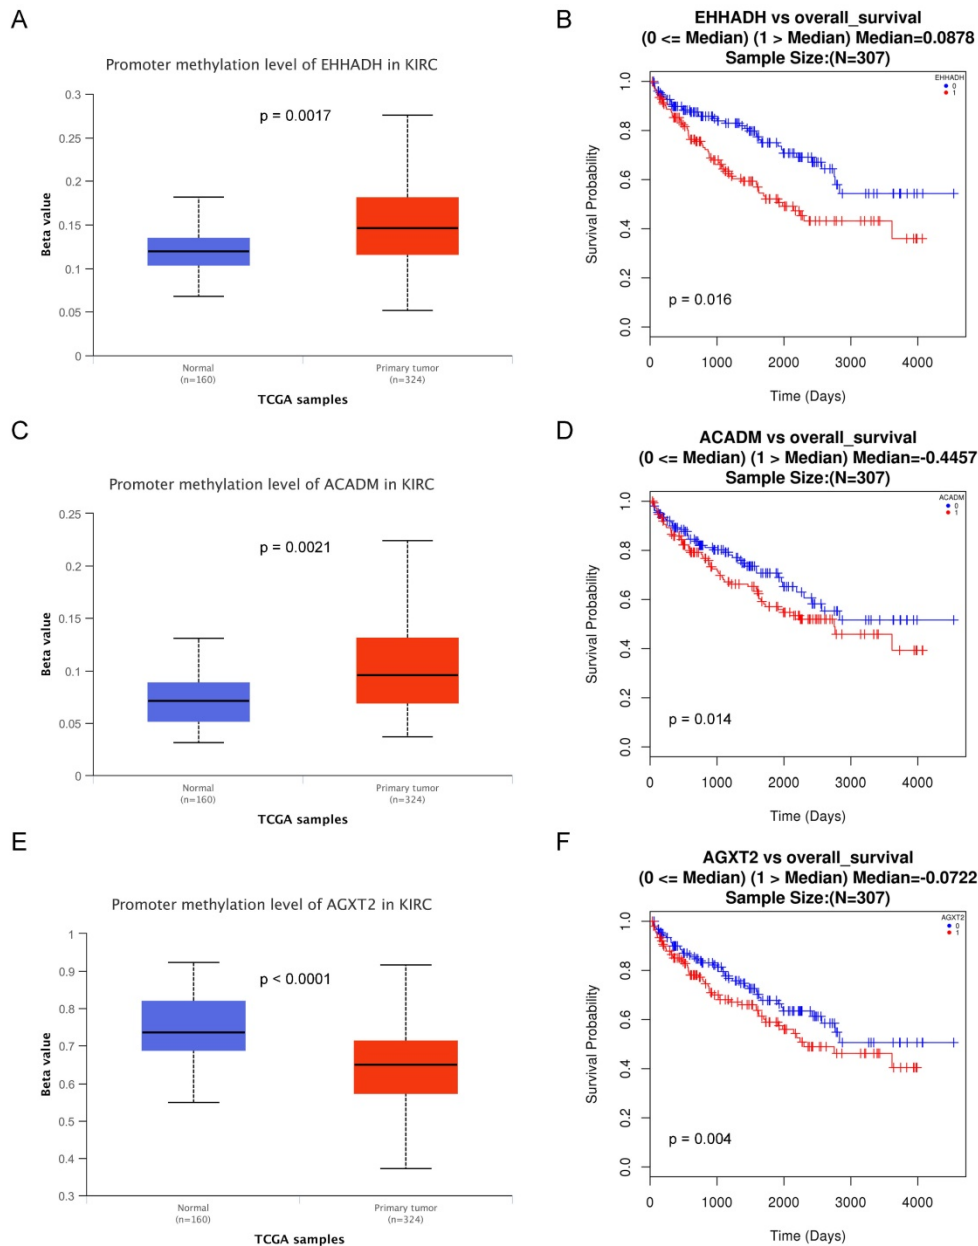 A
Promoter methylation level of EHHADH in KIRC
0.3
0.25
0.2
0.15
0.1
0.05
0
Beta value
p = 0.0017
Normal
(n=160)
Primary tumor
(n=324)
TCGA samples
B
EHHADH vs overall_survival
(0 <= Median) (1 > Median) Median=0.0878
Sample Size:(N=307)
EHHADH
0
1
1.0
0.8
0.6
0.4
0.2
0.0
Survival Probability
p = 0.016
0 1000 2000 3000 4000
Time (Days)
C
Promoter methylation level of ACADM in KIRC
0.25
0.2
0.15
0.1
0.05
0
Beta value
p = 0.0021
Normal
(n=160)
Primary tumor
(n=324)
TCGA samples
D
ACADM vs overall_survival
(0 <= Median) (1 > Median) Median=-0.4457
Sample Size:(N=307)
ACADM
0
1
1.0
0.8
0.6
0.4
0.2
0.0
Survival Probability
p = 0.014
0 1000 2000 3000 4000
Time (Days)
E
Promoter methylation level of AGXT2 in KIRC
1
0.9
0.8
0.7
0.6
0.5
0.4
0.3
Beta value
p < 0.0001
Normal
(n=160)
Primary tumor
(n=324)
TCGA samples
F
AGXT2 vs overall_survival
(0 <= Median) (1 > Median) Median=-0.0722
Sample Size:(N=307)
AGXT2
0
1
1.0
0.8
0.6
0.4
0.2
0.0
Survival Probability
p = 0.004
0 1000 2000 3000 4000
Time (Days)